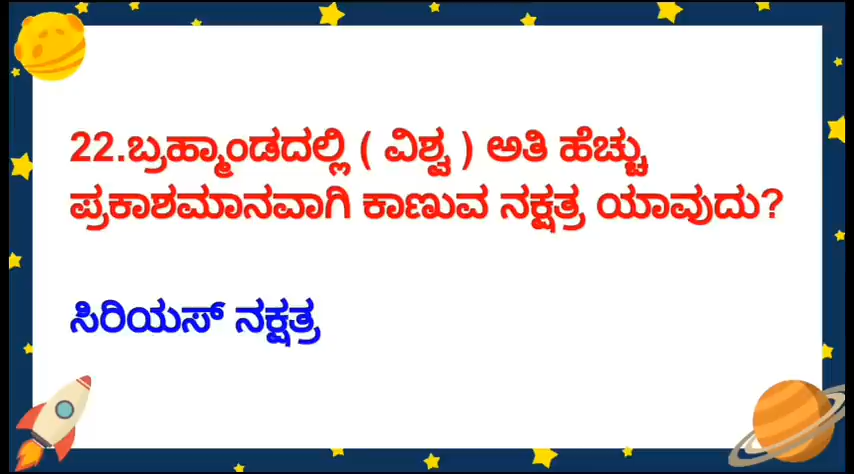 22.ಬ್ರಹ್ಮಾಂಡದಲ್ಲಿ ( ವಿಶ್ವ ) ಅತಿ ಹೆಚ್ಚು
ಪ್ರಕಾಶಮಾನವಾಗಿ ಕಾಣುವ ನಕ್ಷತ್ರ ಯಾವುದು?
ಸಿರಿಯಸ್ ನಕ್ಷತ್ರ